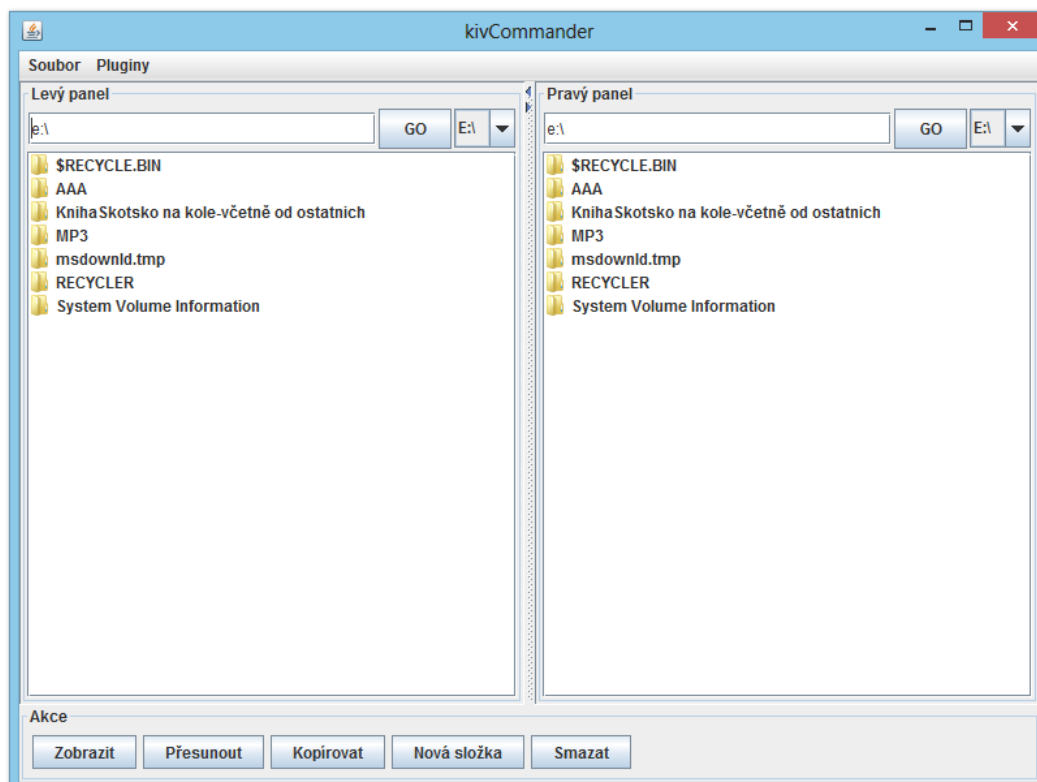 kivCommander
Soubor Pluginy
Levý panel
e:\ GO E:\
$RECYCLE.BIN
AAA
KnihaSkotsko na kole-včetně od ostatnich
MP3
msdownld.tmp
RECYCLER
System Volume Information
Pravý panel
e:\ GO E:\
$RECYCLE.BIN
AAA
KnihaSkotsko na kole-včetně od ostatnich
MP3
msdownld.tmp
RECYCLER
System Volume Information
Akce
Zobrazit Přesunout Kopírovat Nová složka Smazat